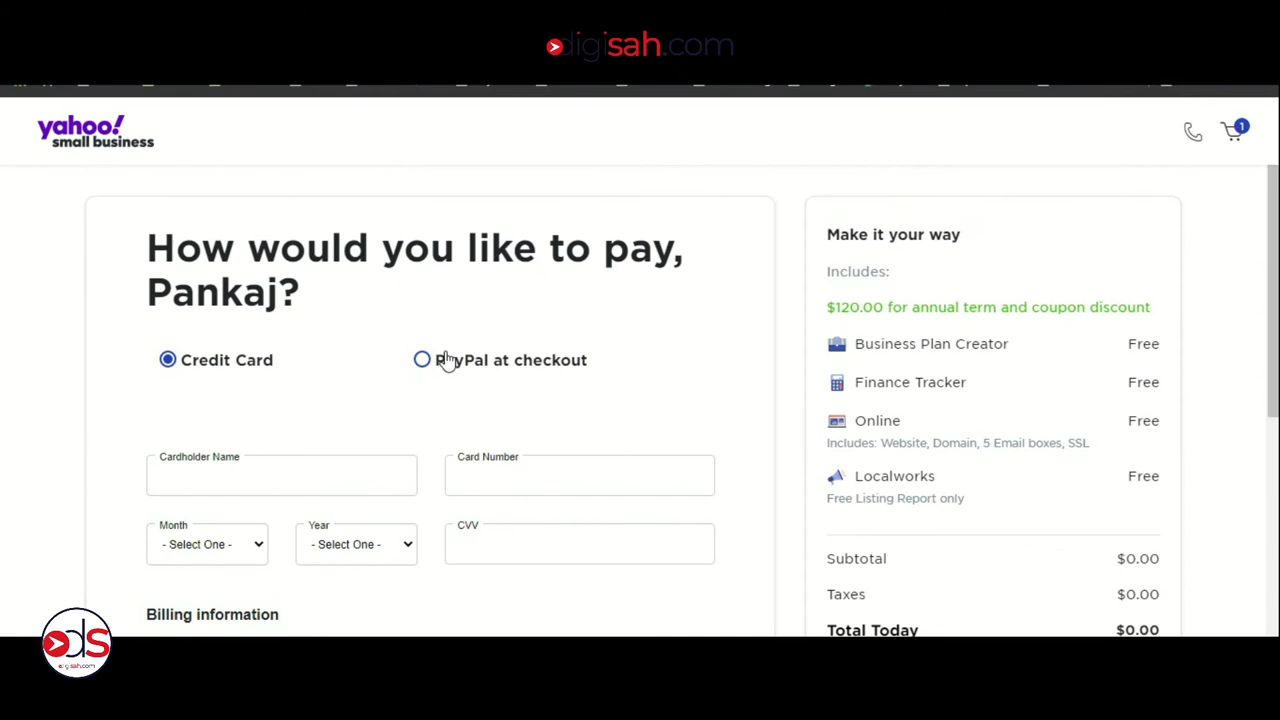 digisah.com
yahoo!
small business
1
How would you like to pay,
Pankaj?
Credit Card
PayPal at checkout
Cardholder Name
Card Number
Month
Year
CVV
- Select One -
- Select One -
Billing information
Make it your way
Includes:
$120.00 for annual term and coupon discount
Business Plan Creator Free
Finance Tracker Free
Online Free
Includes: Website, Domain, 5 Email boxes, SSL
Localworks Free
Free Listing Report only
Subtotal $0.00
Taxes $0.00
Total Today $0.00
ds
digisah.com